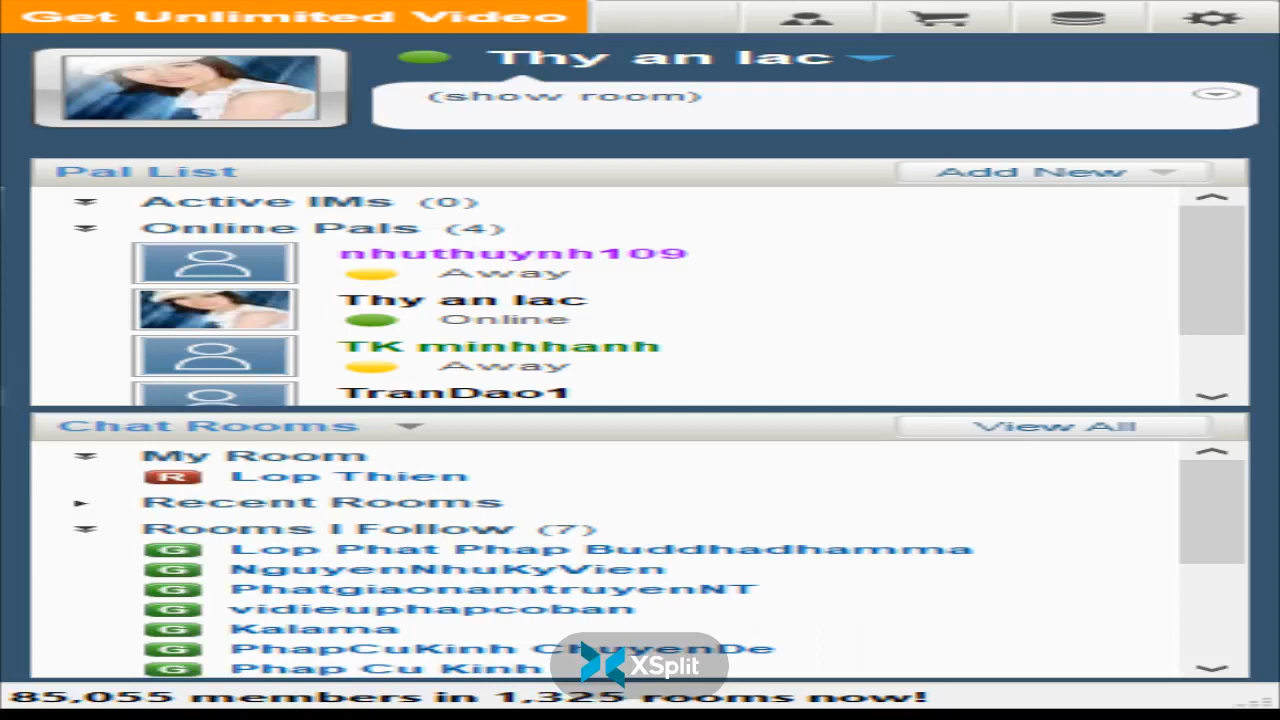 Get Unlimited Video
Thy an lac
(show room)
Pal List
Add New
Active IMs (0)
Online Pals (4)
nhuthuynh109
Away
Thy an lac
Online
TK minhhanh
Away
TranDao1
Chat Rooms
View All
My Room
R Lop Thien
Recent Rooms
Rooms I Follow (7)
G Lop Phat Phap Buddhadhamma
G NguyenNhuKyVien
G PhatgiaonamtruyenNT
G vidieuphapcoban
G Kalama
G PhapCuKinh ChuyenDe
G Phap Cu Kinh
XSplit
85,055 members in 1,325 rooms now!